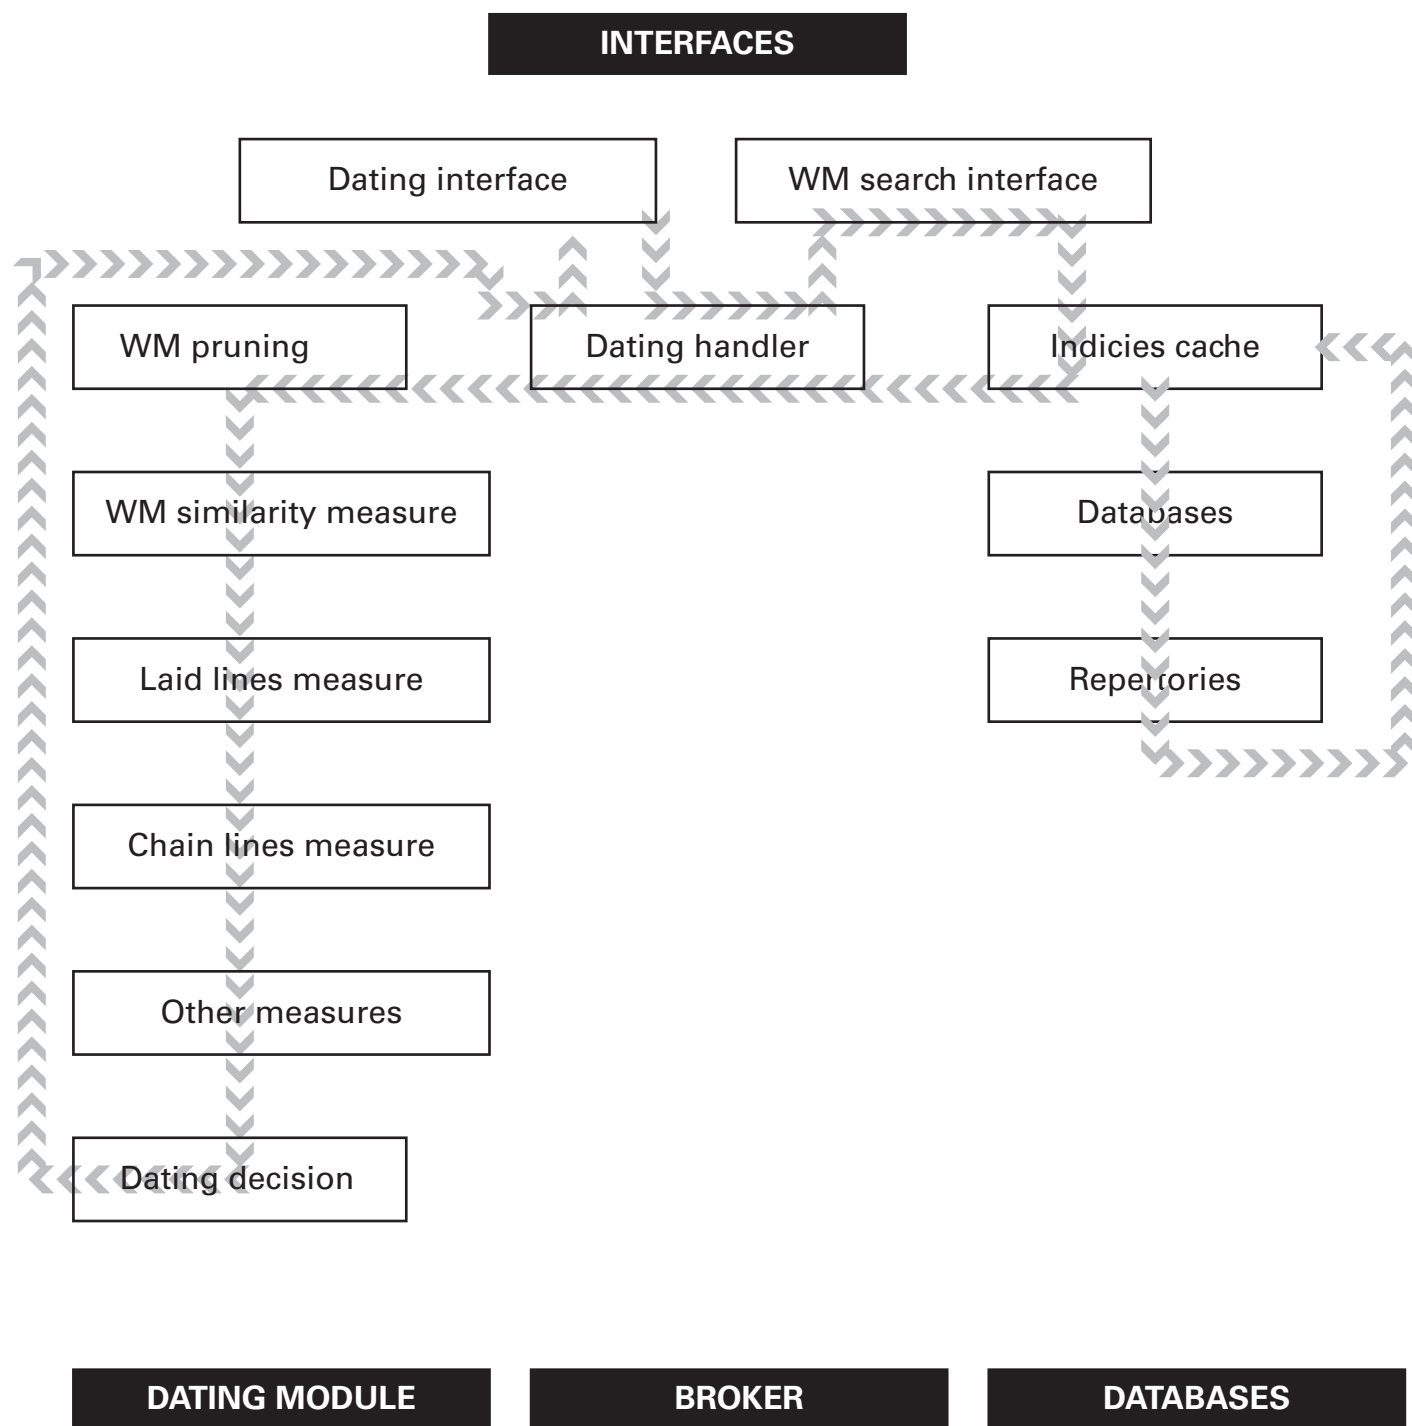 INTERFACES
Dating interface
WM search interface
WM pruning
Dating handler
Indicies cache
WM similarity measure
Databases
Laid lines measure
Repertories
Chain lines measure
Other measures
Dating decision
DATING MODULE
BROKER
DATABASES